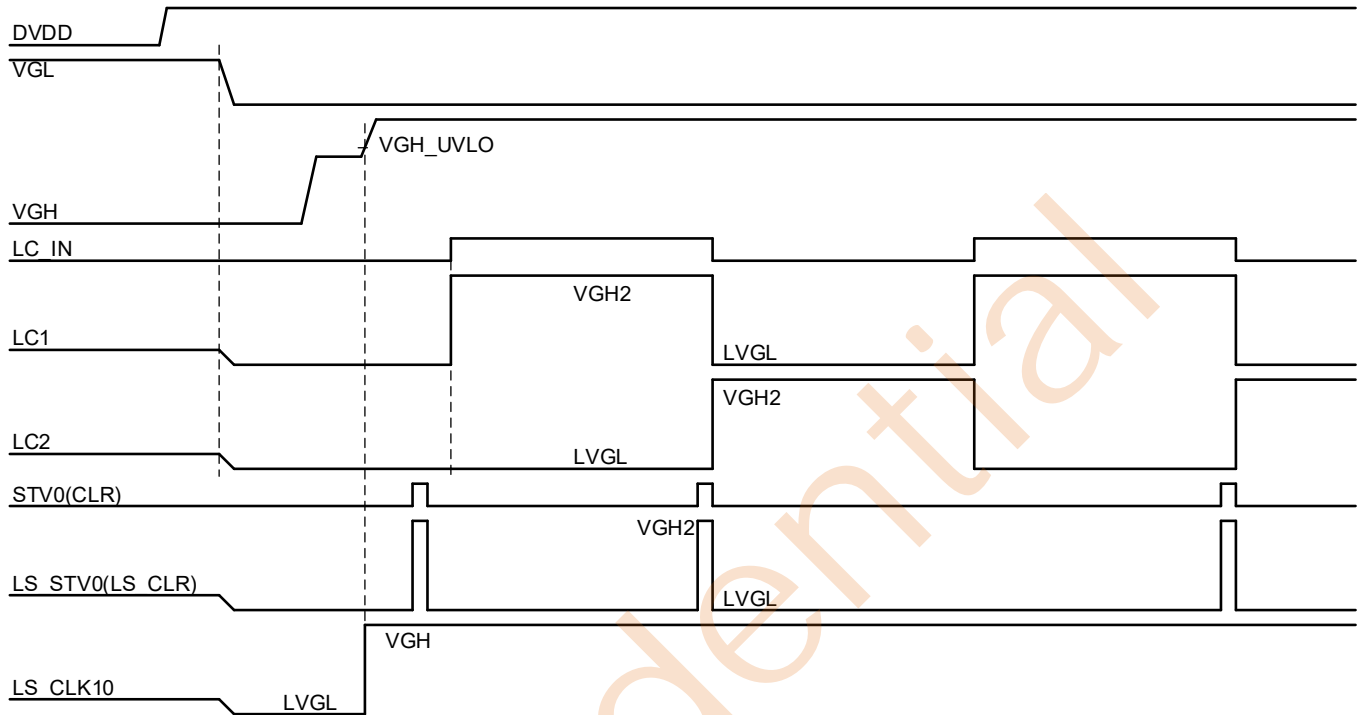 DVDD
VGL
VGH_UVLO
VGH
LC_IN
VGH2
LC1
LVGL
VGH2
LC2
LVGL
STV0(CLR)
VGH2
LS_STV0(LS_CLR)
LVGL
VGH
LS_CLK10
LVGL
dential